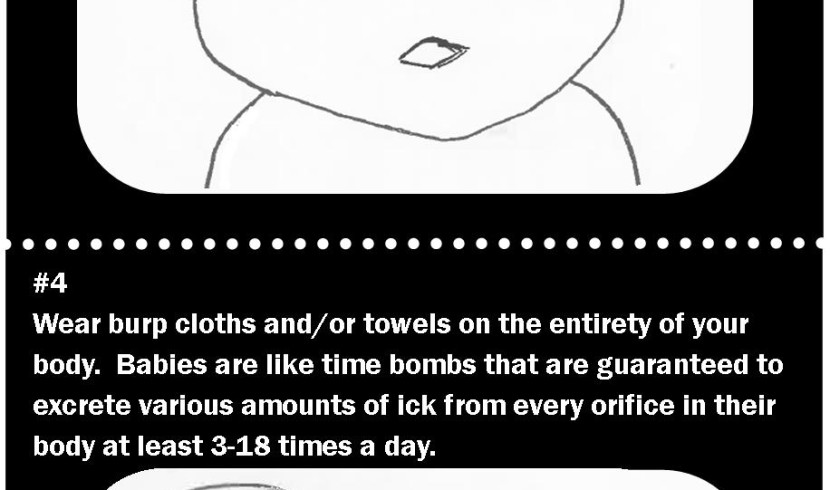 #4
Wear burp cloths and/or towels on the entirety of your
body.  Babies are like time bombs that are guaranteed to
excrete various amounts of ick from every orifice in their
body at least 3-18 times a day.